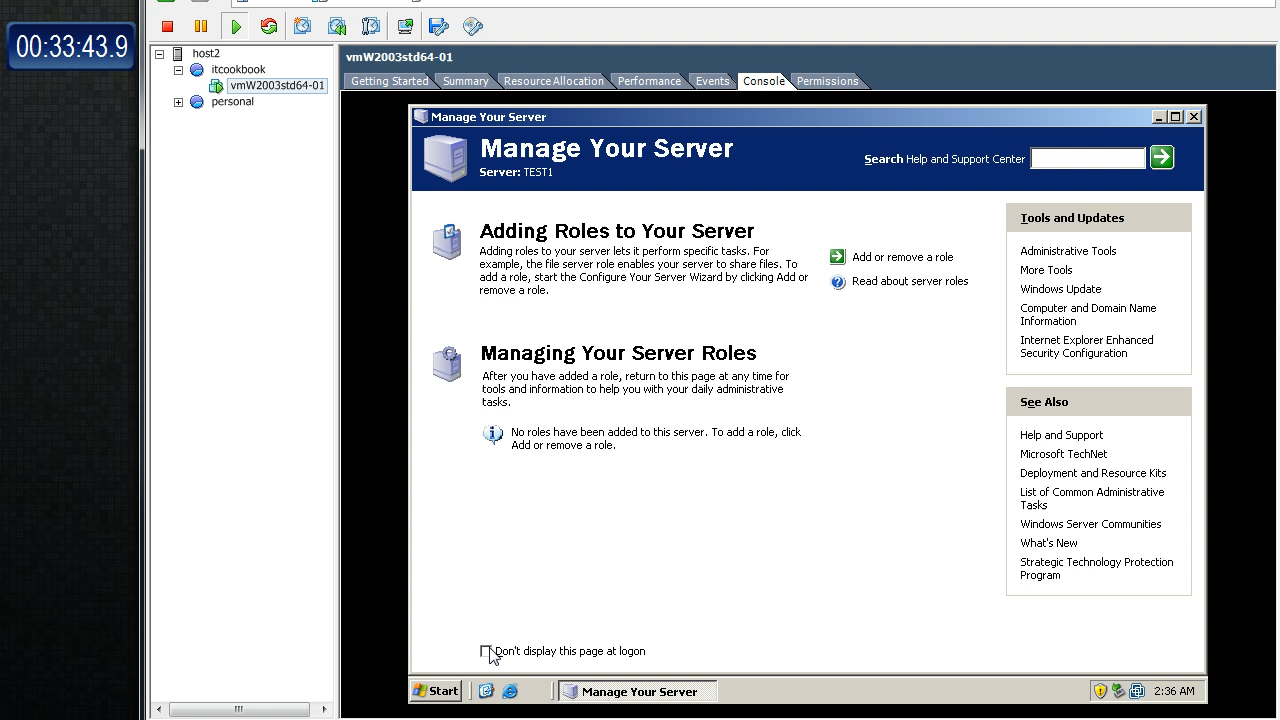 00:33:43.9
host2
itcookbook
vmW2003std64-01
personal
vmW2003std64-01
Getting Started Summary Resource Allocation Performance Events Console Permissions
Manage Your Server
Manage Your Server
Server: TEST1
Search Help and Support Center
Adding Roles to Your Server
Adding roles to your server lets it perform specific tasks. For
example, the file server role enables your server to share files. To
add a role, start the Configure Your Server Wizard by clicking Add or
remove a role.
Add or remove a role
Read about server roles
Managing Your Server Roles
After you have added a role, return to this page at any time for
tools and information to help you with your daily administrative
tasks.
No roles have been added to this server. To add a role, click
Add or remove a role.
Tools and Updates
Administrative Tools
More Tools
Windows Update
Computer and Domain Name
Information
Internet Explorer Enhanced
Security Configuration
See Also
Help and Support
Microsoft TechNet
Deployment and Resource Kits
List of Common Administrative
Tasks
Windows Server Communities
What's New
Strategic Technology Protection
Program
Don't display this page at logon
Start
Manage Your Server
2:36 AM